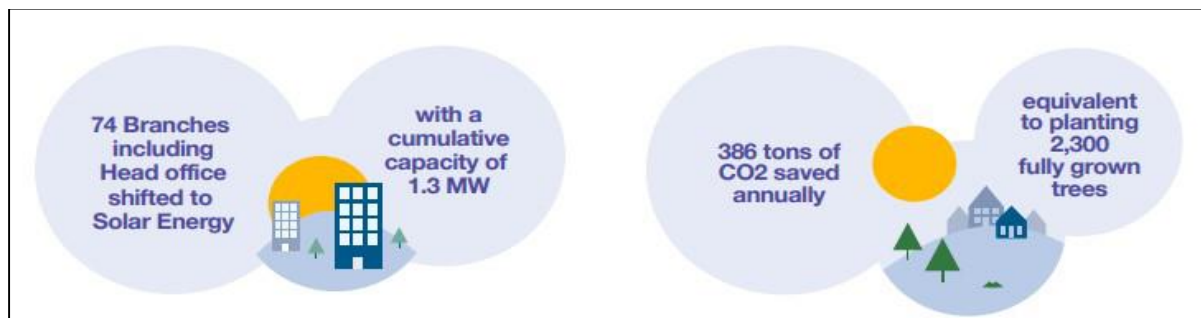 74 Branches
including
Head office
shifted to
Solar Energy
with a
cumulative
capacity of
1.3 MW
386 tons of
CO2 saved
annually
equivalent
to planting
2,300
fully grown
trees